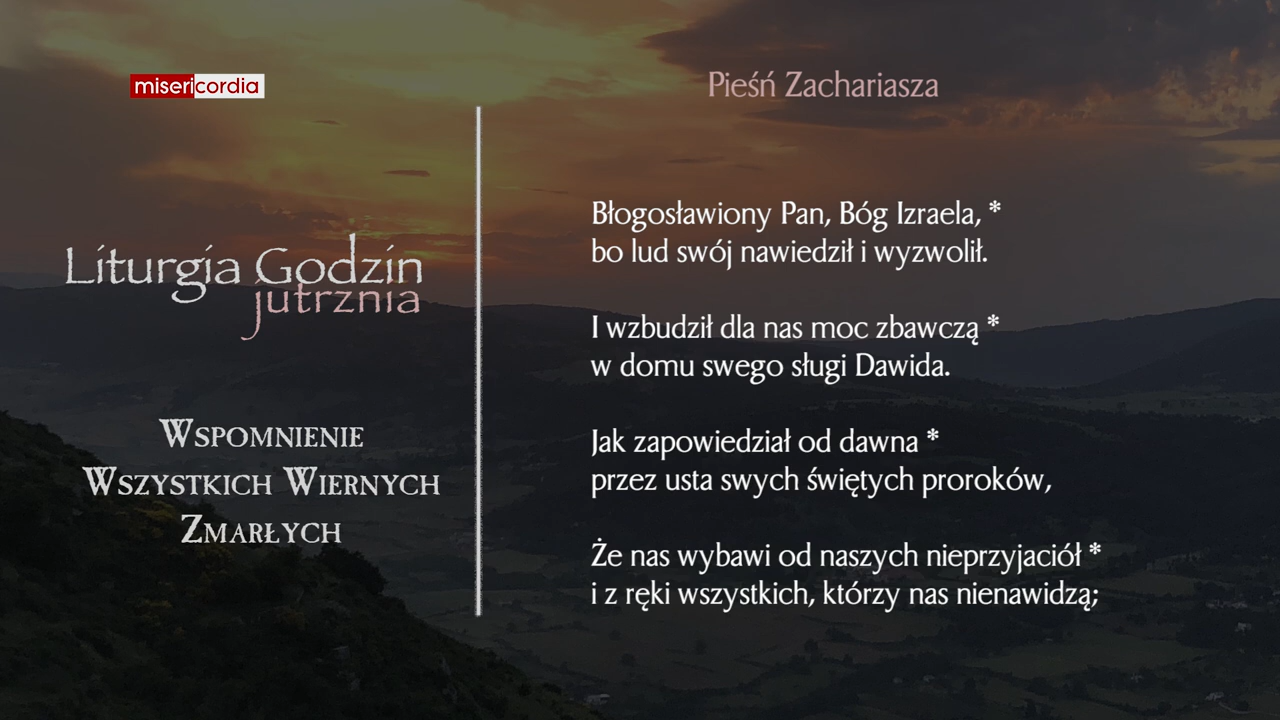 misericordia
Liturgia Godzin
jutrznia
Wspomnienie
Wszystkich Wiernych
Zmarłych
Pieśń Zachariasza
Błogosławiony Pan, Bóg Izraela, *
bo lud swój nawiedził i wyzwolił.
I wzbudził dla nas moc zbawczą *
w domu swego sługi Dawida.
Jak zapowiedział od dawna *
przez usta swych świętych proroków,
Że nas wybawi od naszych nieprzyjaciół *
i z ręki wszystkich, którzy nas nienawidzą;